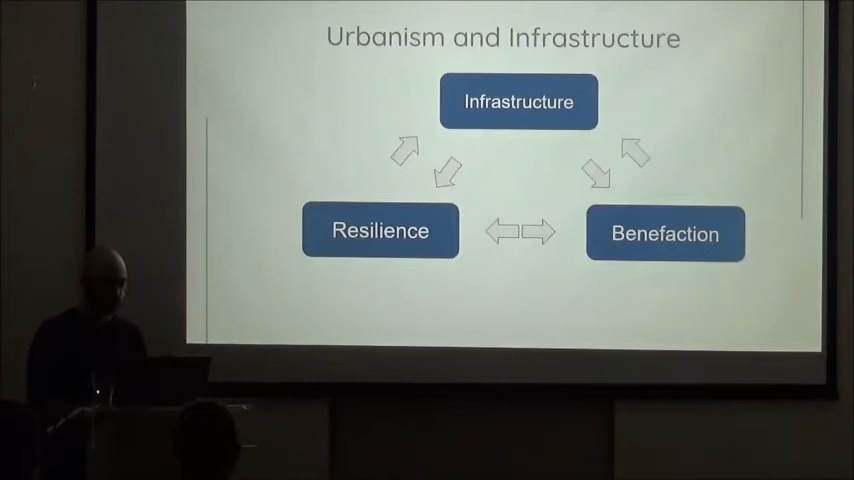 Urbanism and Infrastructure
Infrastructure
Resilience
Benefaction